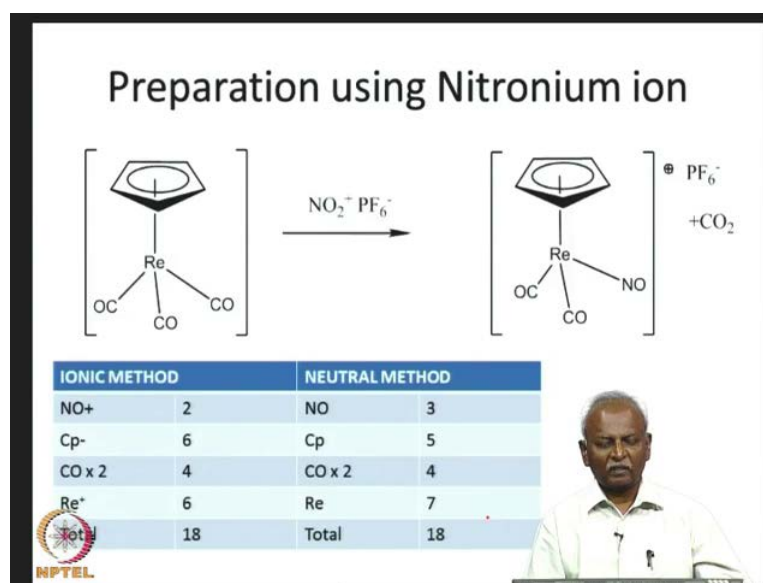 Preparation using Nitronium ion
Re
OC
CO
CO
NO₂⁺ PF₆⁻
Re
OC
CO
NO
⊕ PF₆⁻
+CO₂
IONIC METHOD NEUTRAL METHOD
NO+ 2 NO 3
Cp- 6 Cp 5
CO x 2 4 CO x 2 4
Re⁺ 6 Re 7
Total 18 Total 18
NPTEL